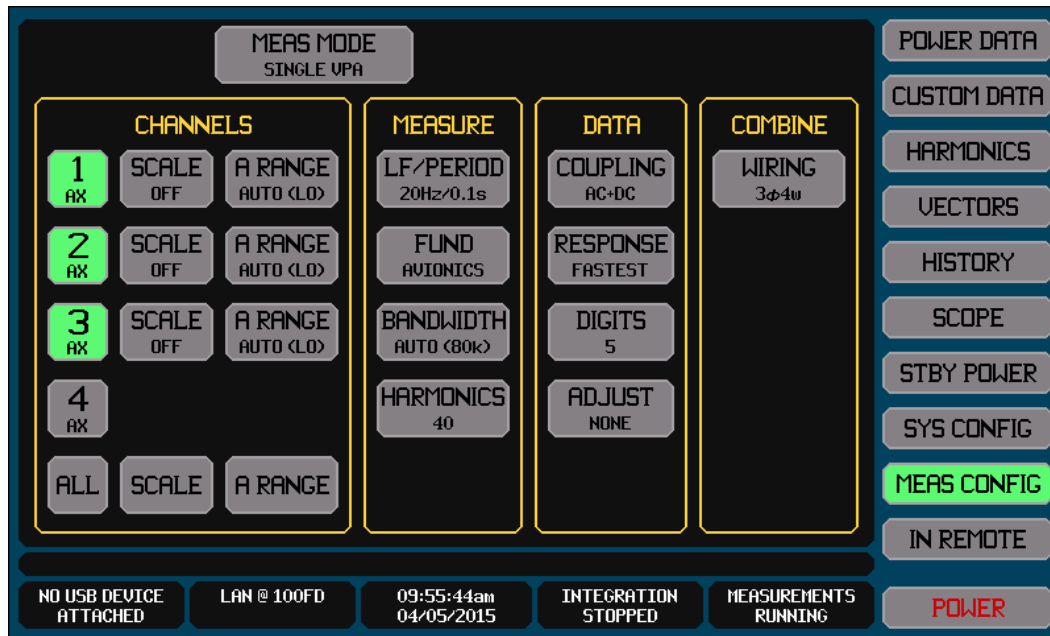 MEAS MODE
SINGLE VPA
CHANNELS
1
AX
SCALE
OFF
A RANGE
AUTO (LO)
2
AX
SCALE
OFF
A RANGE
AUTO (LO)
3
AX
SCALE
OFF
A RANGE
AUTO (LO)
4
AX
ALL
SCALE
A RANGE
MEASURE
LF/PERIOD
20Hz/0.1s
FUND
AVIONICS
BANDWIDTH
AUTO (80k)
HARMONICS
40
DATA
COUPLING
AC+DC
RESPONSE
FASTEST
DIGITS
5
ADJUST
NONE
COMBINE
WIRING
3ϕ4w
POWER DATA
CUSTOM DATA
HARMONICS
VECTORS
HISTORY
SCOPE
STBY POWER
SYS CONFIG
MEAS CONFIG
IN REMOTE
POWER
NO USB DEVICE
ATTACHED
LAN @ 100FD
09:55:44am
04/05/2015
INTEGRATION
STOPPED
MEASUREMENTS
RUNNING